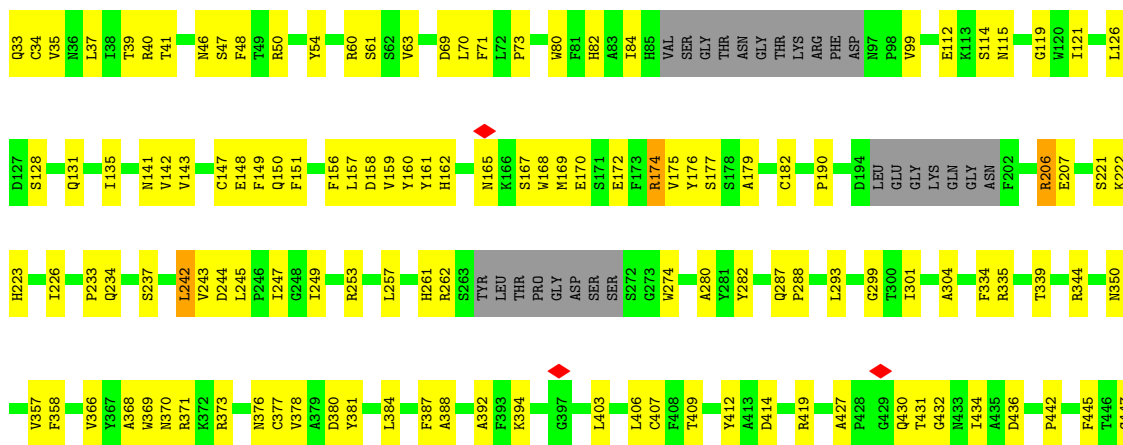 Q33 C34 V35 N36 L37 I38 T39 R40 T41 N46 S47 F48 T49 R50 Y54 R60 S61 S62 V63 D69 L70 F71 L72 P73 W80 F81 H82 A83 I84 H85 VAL SER GLY THR ASN GLY THR LYS ARG PHE ASP N97 P98 V99 E112 K113 S114 N115 G119 W120 I121 L126
D127 S128 Q131 I135 N141 V142 V143 C147 E148 F149 Q150 F151 F156 L157 D158 V159 Y160 Y161 H162 N165 K166 S167 W168 M169 E170 S171 E172 F173 R174 V175 Y176 S177 S178 A179 C182 P190 D194 LEU GLU GLY LYS GLN GLY ASN F202 R206 E207 S221 K222
H223 I226 P233 Q234 S237 L242 V243 D244 L245 P246 I247 G248 I249 R253 L257 H261 R262 S263 TYR LEU THR PRO GLY ASP SER SER S272 G273 W274 A280 Y281 Y282 Q287 P288 L293 G299 T300 I301 A304 F334 R335 T339 R344 N350
V357 F358 V366 Y367 A368 W369 N370 R371 K372 R373 N376 C377 V378 A379 D380 Y381 L384 F387 A388 A392 F393 K394 G397 L403 L406 C407 F408 T409 Y412 A413 D414 R419 A427 P428 G429 Q430 T431 G432 N433 I434 A435 D436 P442 F445 T446